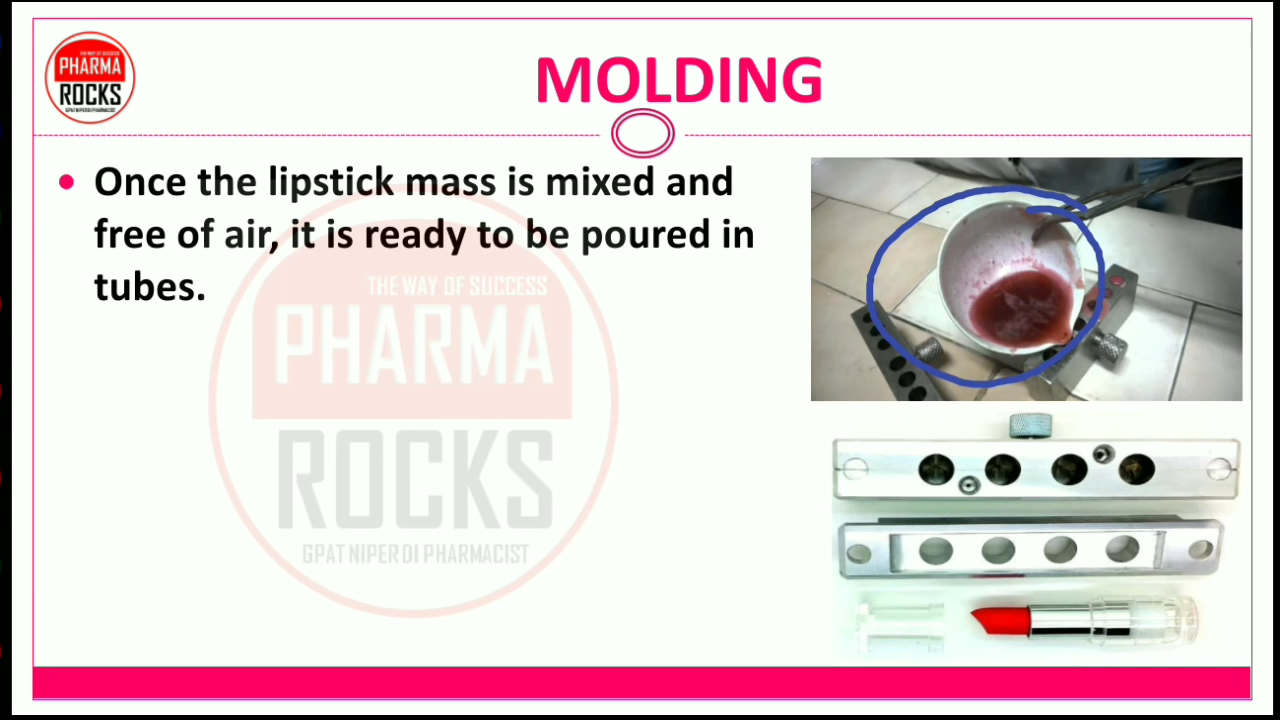 THE WAY OF SUCCESS
PHARMA
ROCKS
GPAT NIPER DI PHARMACIST
MOLDING
• Once the lipstick mass is mixed and
free of air, it is ready to be poured in
tubes.
THE WAY OF SUCCESS
PHARMA
ROCKS
GPAT NIPER DI PHARMACIST